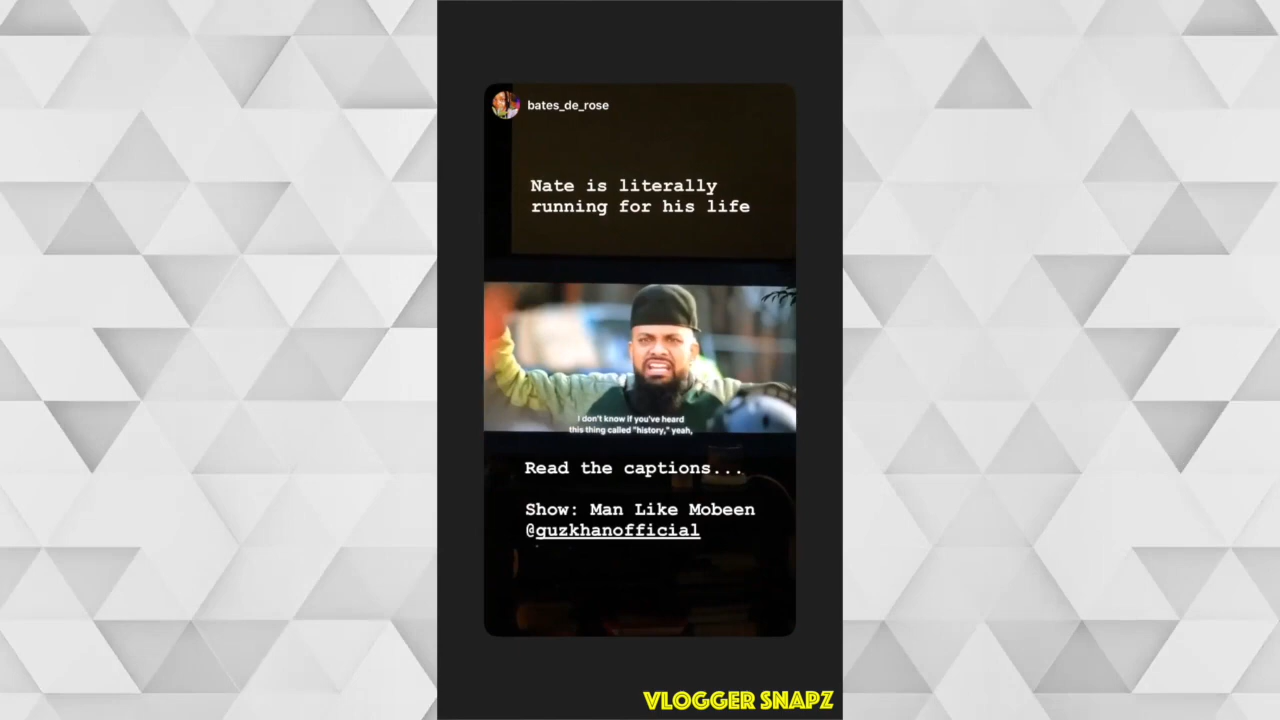 bates_de_rose
Nate is literally
running for his life
I don't know if you've heard
this thing called "history," yeah,
Read the captions...
Show: Man Like Mobeen
@guzkhanofficial
VLOGGER SNAPZ